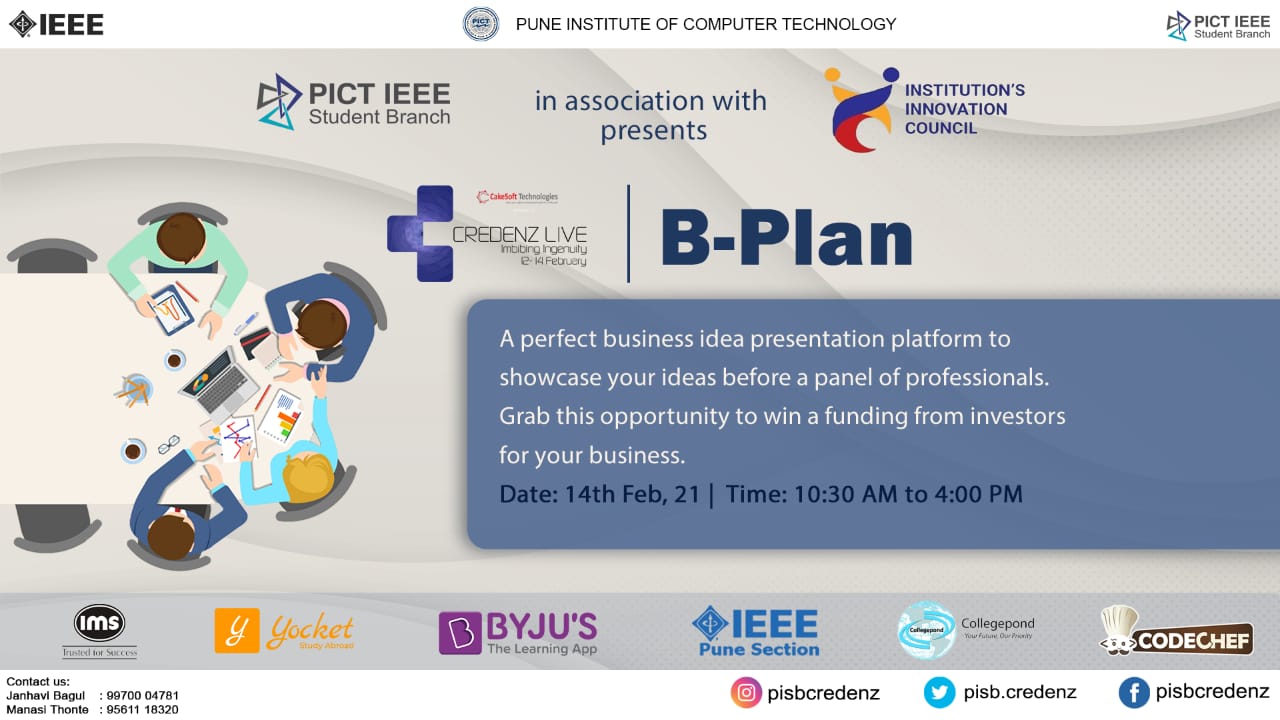 IEEE
PUNE INSTITUTE OF COMPUTER TECHNOLOGY
PICT IEEE
Student Branch
PICT IEEE
Student Branch
in association with
presents
INSTITUTION'S
INNOVATION
COUNCIL
CakeSoft Technologies
CREDENZ LIVE
Imbibing Ingenuity
12-14 February
B-Plan
A perfect business idea presentation platform to
showcase your ideas before a panel of professionals.
Grab this opportunity to win a funding from investors
for your business.
Date: 14th Feb, 21 | Time: 10:30 AM to 4:00 PM
ims
Trusted for Success
y Yocket
Study Abroad
B BYJU'S
The Learning App
IEEE
Pune Section
Collegepond
Collegepond
Your Future, Our Priority
CODECHEF
Contact us:
Janhavi Bagul : 99700 04781
Manasi Thonte : 95611 18320
pisbcredenz
pisb.credenz
pisbcredenz